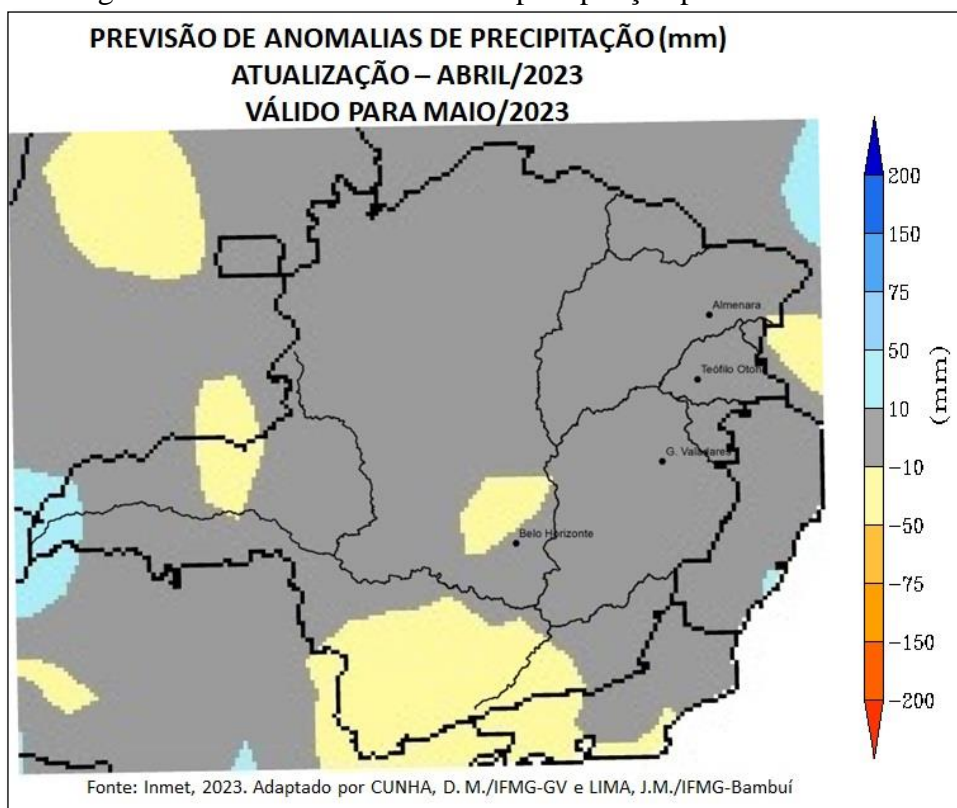 PREVISÃO DE ANOMALIAS DE PRECIPITAÇÃO (mm)
ATUALIZAÇÃO – ABRIL/2023
VÁLIDO PARA MAIO/2023
200
150
75
50
10
-10
-50
-75
-150
-200
(mm)
Almenara
Teófilo Otoni
G. Valadares
Belo Horizonte
Fonte: Inmet, 2023. Adaptado por CUNHA, D. M./IFMG-GV e LIMA, J.M./IFMG-Bambuí